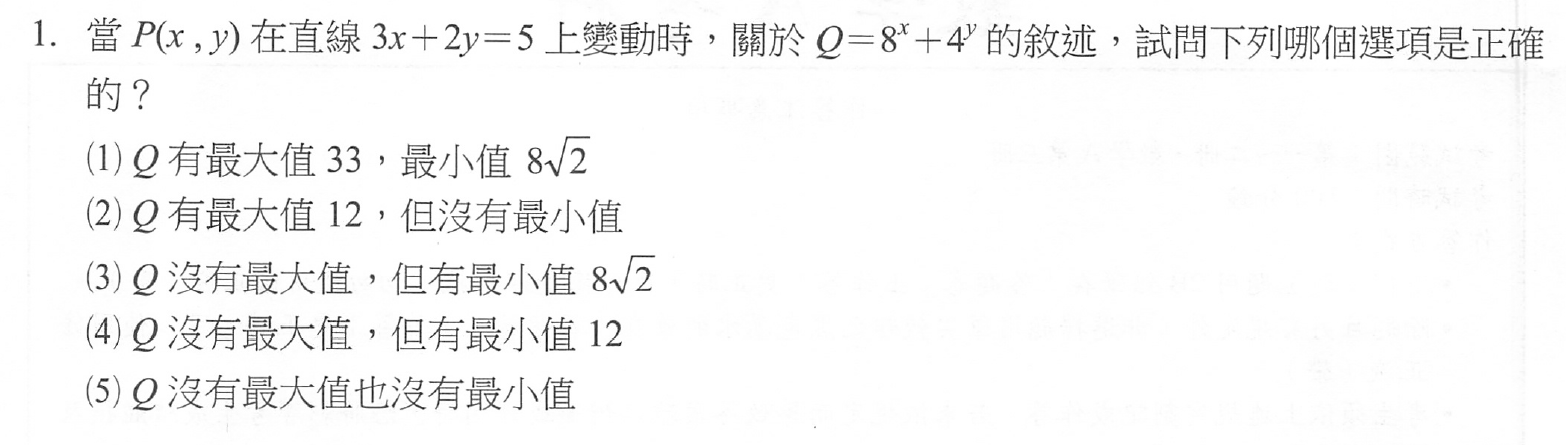 1. 當 P(x , y) 在直線 3x+2y=5 上變動時，關於 Q=8ˣ+4ʸ 的敘述，試問下列哪個選項是正確
的？
(1) Q 有最大值 33，最小值 8√2
(2) Q 有最大值 12，但沒有最小值
(3) Q 沒有最大值，但有最小值 8√2
(4) Q 沒有最大值，但有最小值 12
(5) Q 沒有最大值也沒有最小值